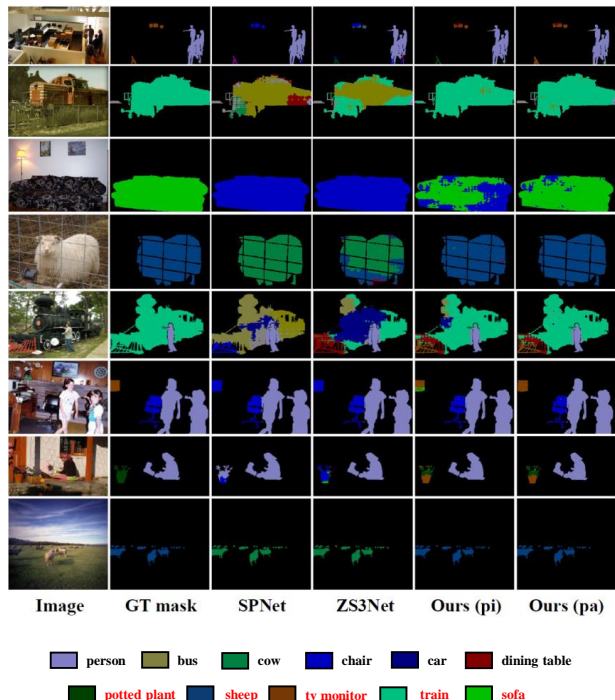 Image GT mask SPNet ZS3Net Ours (pi) Ours (pa)
person bus cow chair car dining table
potted plant sheep tv monitor train sofa